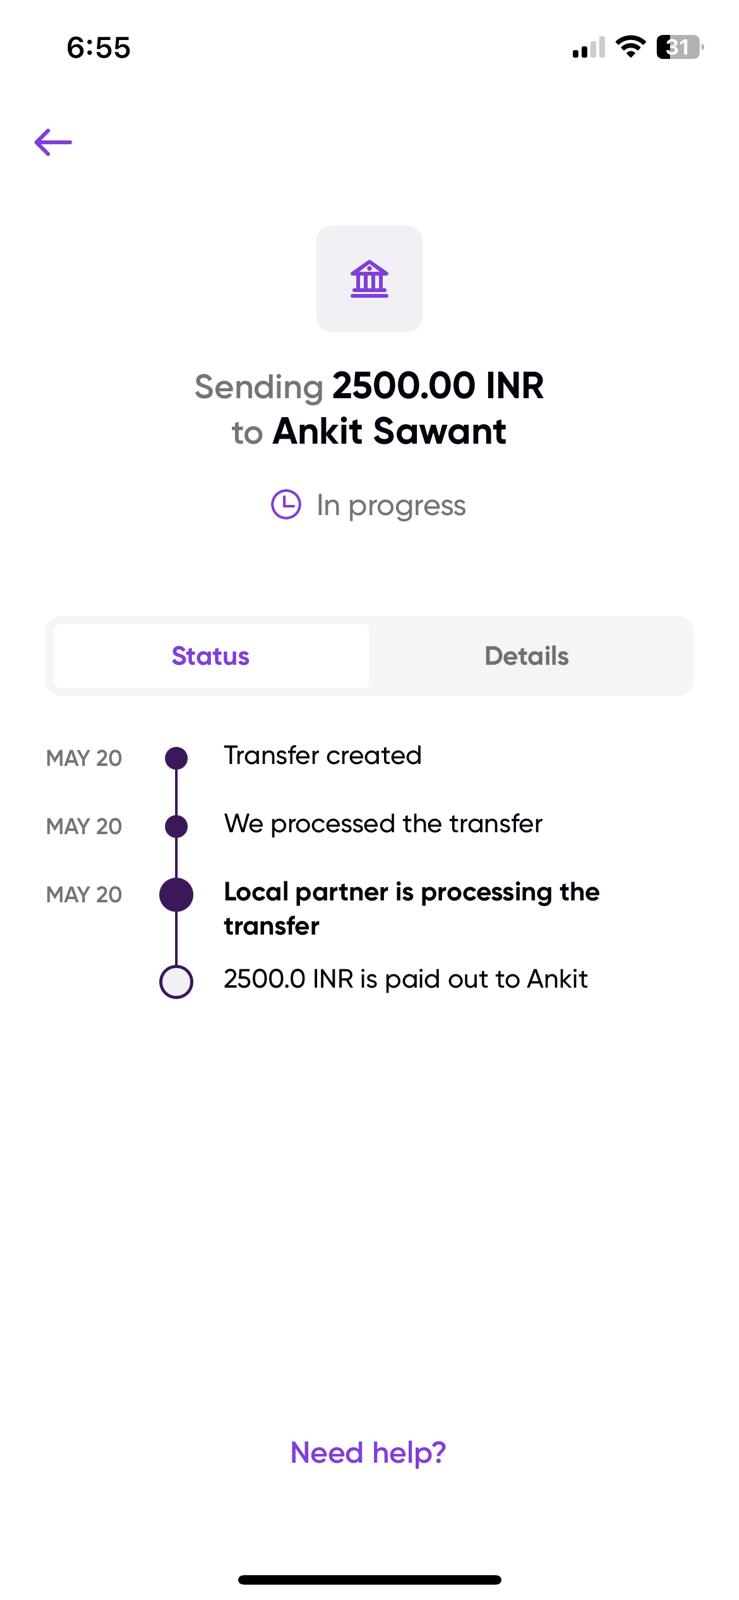 6:55
31
Sending 2500.00 INR
to Ankit Sawant
In progress
Status
Details
MAY 20
Transfer created
MAY 20
We processed the transfer
MAY 20
Local partner is processing the
transfer
2500.0 INR is paid out to Ankit
Need help?